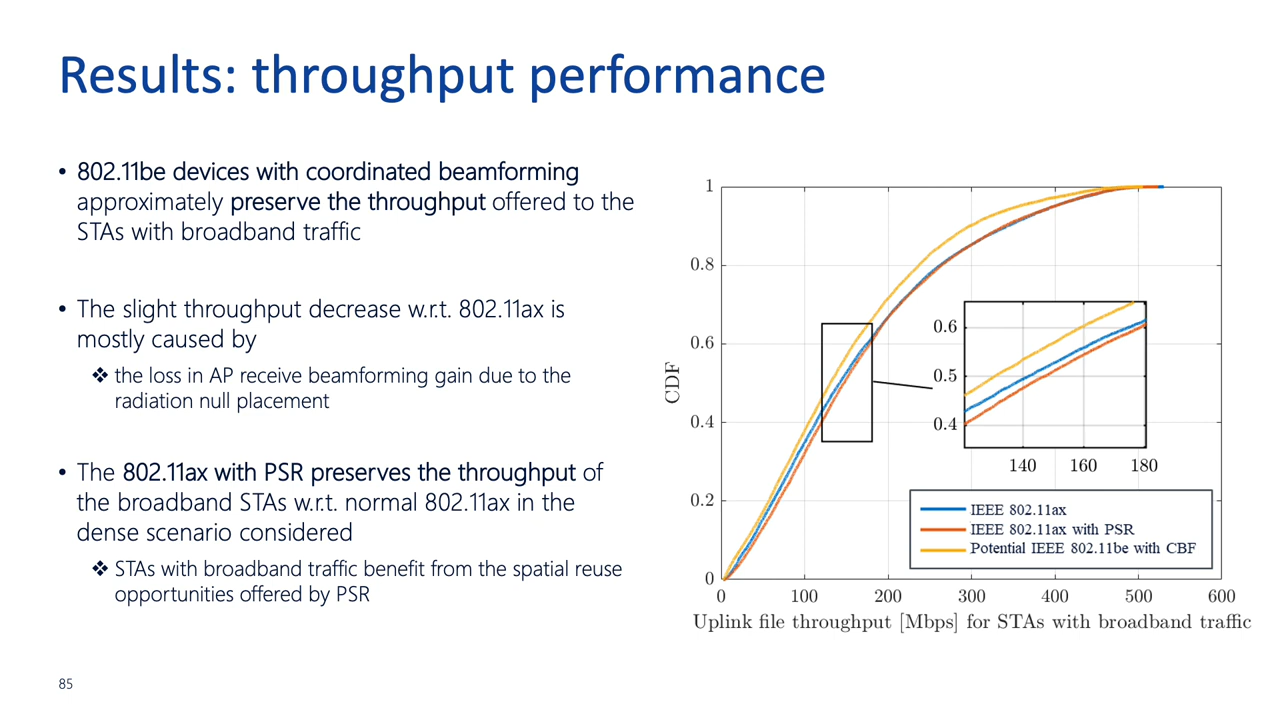 Results: throughput performance
• 802.11be devices with coordinated beamforming
approximately preserve the throughput offered to the
STAs with broadband traffic
• The slight throughput decrease w.r.t. 802.11ax is
mostly caused by
❖ the loss in AP receive beamforming gain due to the
radiation null placement
• The 802.11ax with PSR preserves the throughput of
the broadband STAs w.r.t. normal 802.11ax in the
dense scenario considered
❖ STAs with broadband traffic benefit from the spatial reuse
opportunities offered by PSR
85
CDF
1
0.8
0.6
0.4
0.2
0
0 100 200 300 400 500 600
Uplink file throughput [Mbps] for STAs with broadband traffic
0.6
0.5
0.4
140 160 180
IEEE 802.11ax
IEEE 802.11ax with PSR
Potential IEEE 802.11be with CBF